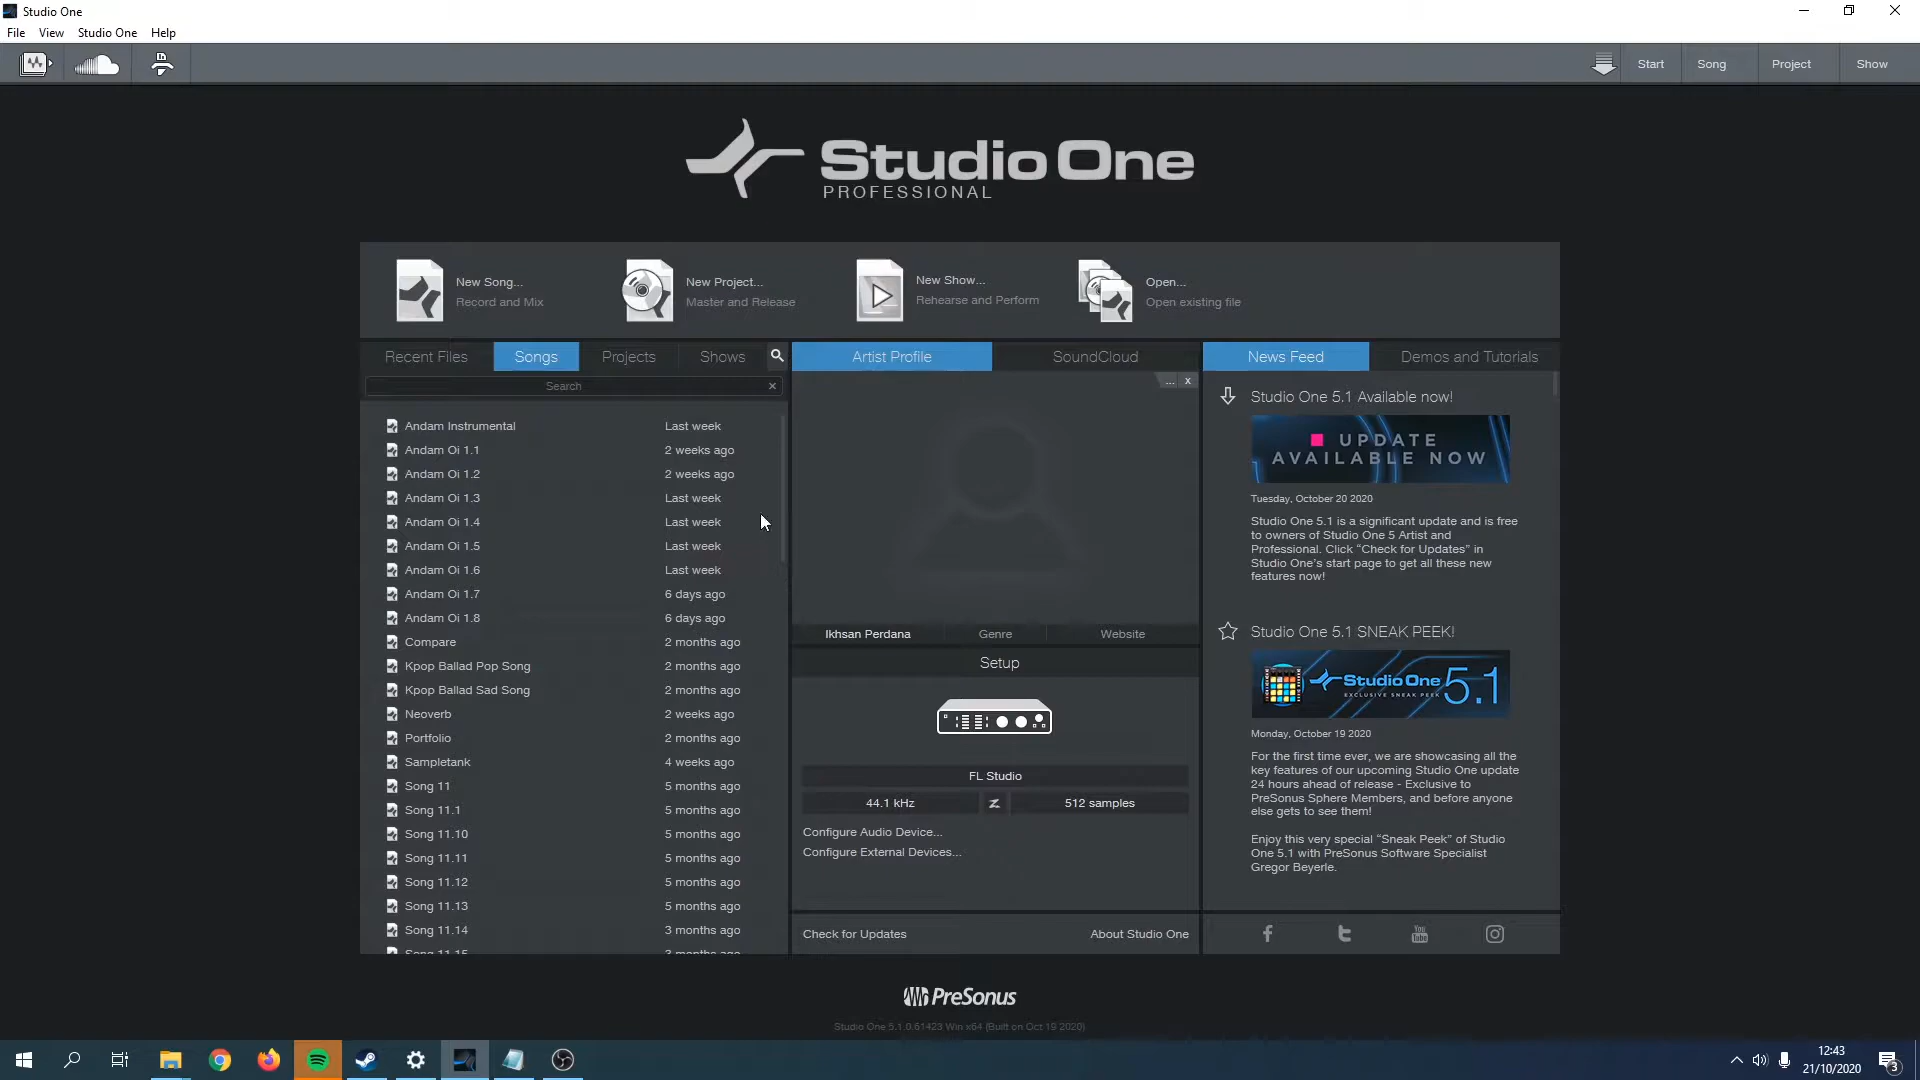 Studio One
File View Studio One Help
Start Song Project Show
Studio One
PROFESSIONAL
New Song...
Record and Mix
New Project...
Master and Release
New Show...
Rehearse and Perform
Open...
Open existing file
Recent Files Songs Projects Shows
Search
Andam Instrumental Last week
Andam Oi 1.1 2 weeks ago
Andam Oi 1.2 2 weeks ago
Andam Oi 1.3 Last week
Andam Oi 1.4 Last week
Andam Oi 1.5 Last week
Andam Oi 1.6 Last week
Andam Oi 1.7 6 days ago
Andam Oi 1.8 6 days ago
Compare 2 months ago
Kpop Ballad Pop Song 2 months ago
Kpop Ballad Sad Song 2 months ago
Neoverb 2 weeks ago
Portfolio 2 months ago
Sampletank 4 weeks ago
Song 11 5 months ago
Song 11.1 5 months ago
Song 11.10 5 months ago
Song 11.11 5 months ago
Song 11.12 5 months ago
Song 11.13 5 months ago
Song 11.14 3 months ago
Song 11.15 3 months ago
Artist Profile SoundCloud
... x
Ikhsan Perdana Genre Website
Setup
FL Studio
44.1 kHz Z 512 samples
Configure Audio Device...
Configure External Devices...
Check for Updates About Studio One
News Feed Demos and Tutorials
Studio One 5.1 Available now!
UPDATE
AVAILABLE NOW
Tuesday, October 20 2020
Studio One 5.1 is a significant update and is free
to owners of Studio One 5 Artist and
Professional. Click “Check for Updates” in
Studio One’s start page to get all these new
features now!
Studio One 5.1 SNEAK PEEK!
Studio One 5.1
EXCLUSIVE SNEAK PEEK
Monday, October 19 2020
For the first time ever, we are showcasing all the
key features of our upcoming Studio One update
24 hours ahead of release - Exclusive to
PreSonus Sphere Members, and before anyone
else gets to see them!
Enjoy this very special “Sneak Peek” of Studio
One 5.1 with PreSonus Software Specialist
Gregor Beyerle.
You
Tube
PreSonus
Studio One 5.1.0.61423 Win x64 (Built on Oct 19 2020)
12:43
21/10/2020
3